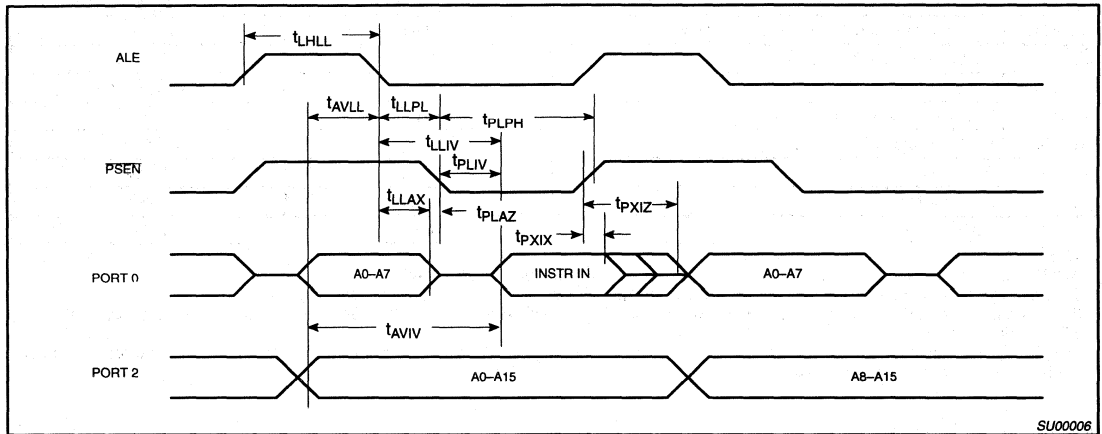 tLHLL
ALE
tAVLL
tLLPL
tPLPH
tLLIV
PSEN
tPLIV
tLLAX
tPLAZ
tPXIZ
tPXIX
PORT 0
A0–A7
INSTR IN
A0–A7
tAVIV
PORT 2
A0–A15
A8–A15
SU00006